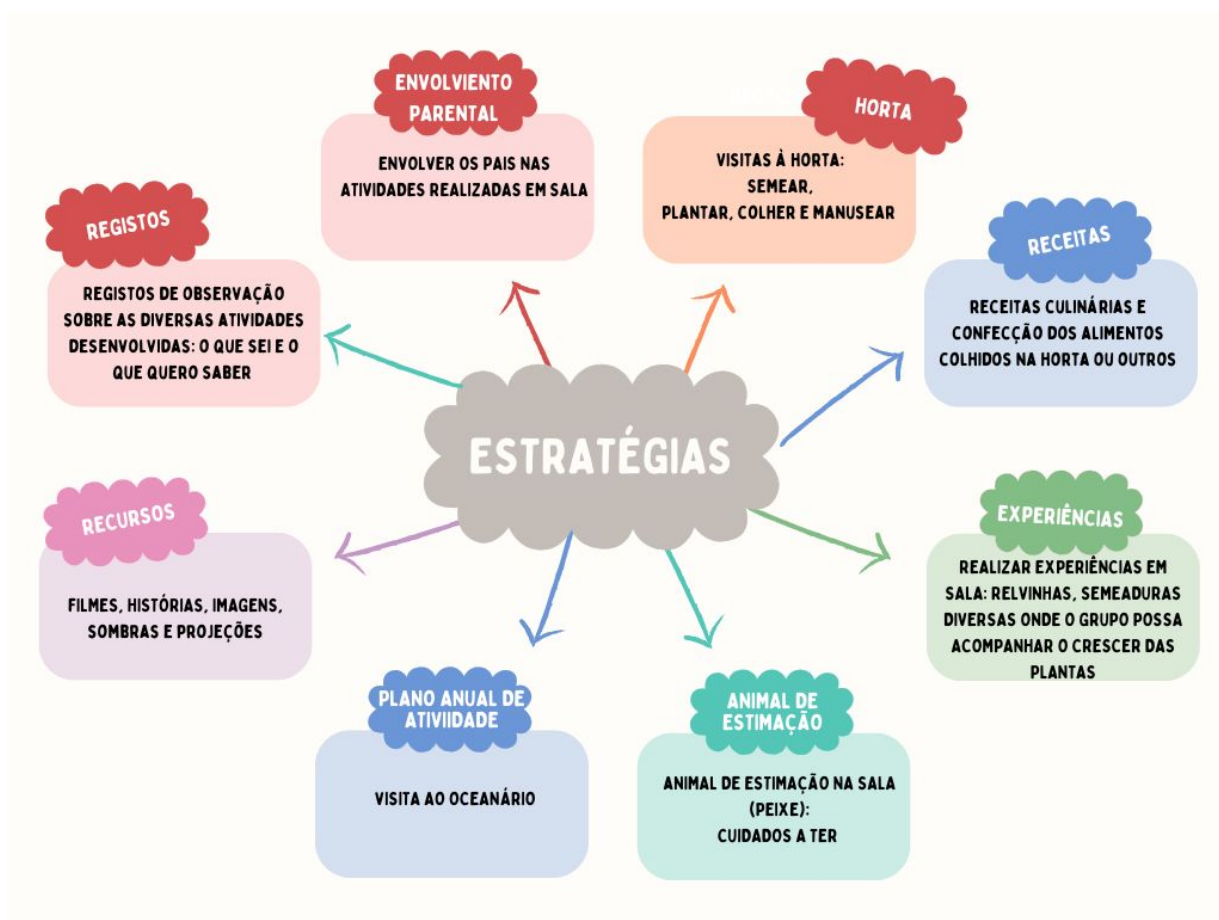 ENVOLVIENTO
PARENTAL
ENVOLVER OS PAIS NAS
ATIVIDADES REALIZADAS EM SALA
HORTA
VISITAS À HORTA:
SEMEAR,
PLANTAR, COLHER E MANUSEAR
REGISTOS
REGISTOS DE OBSERVAÇÃO
SOBRE AS DIVERSAS ATIVIDADES
DESENVOLVIDAS: O QUE SEI E O
QUE QUERO SABER
RECEITAS
RECEITAS CULINÁRIAS E
CONFECÇÃO DOS ALIMENTOS
COLHIDOS NA HORTA OU OUTROS
ESTRATÉGIAS
RECURSOS
FILMES, HISTÓRIAS, IMAGENS,
SOMBRAS E PROJEÇÕES
EXPERIÊNCIAS
REALIZAR EXPERIÊNCIAS EM
SALA: RELVINHAS, SEMEADURAS
DIVERSAS ONDE O GRUPO POSSA
ACOMPANHAR O CRESCER DAS
PLANTAS
PLANO ANUAL DE
ATIVIIDADE
VISITA AO OCEANÁRIO
ANIMAL DE
ESTIMAÇÃO
ANIMAL DE ESTIMAÇÃO NA SALA
(PEIXE):
CUIDADOS A TER